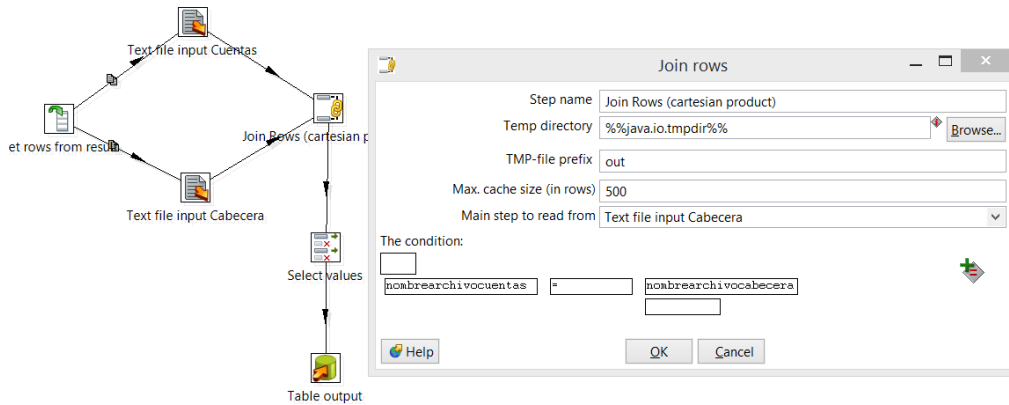 Text file input Cuentas
et rows from result
Join Rows (cartesian p
Text file input Cabecera
Select values
Table output
Join rows
Step name Join Rows (cartesian product)
Temp directory %%java.io.tmpdir%% Browse...
TMP-file prefix out
Max. cache size (in rows) 500
Main step to read from Text file input Cabecera
The condition:
nombrearchivocuentas = nombrearchivocabecera
Help OK Cancel